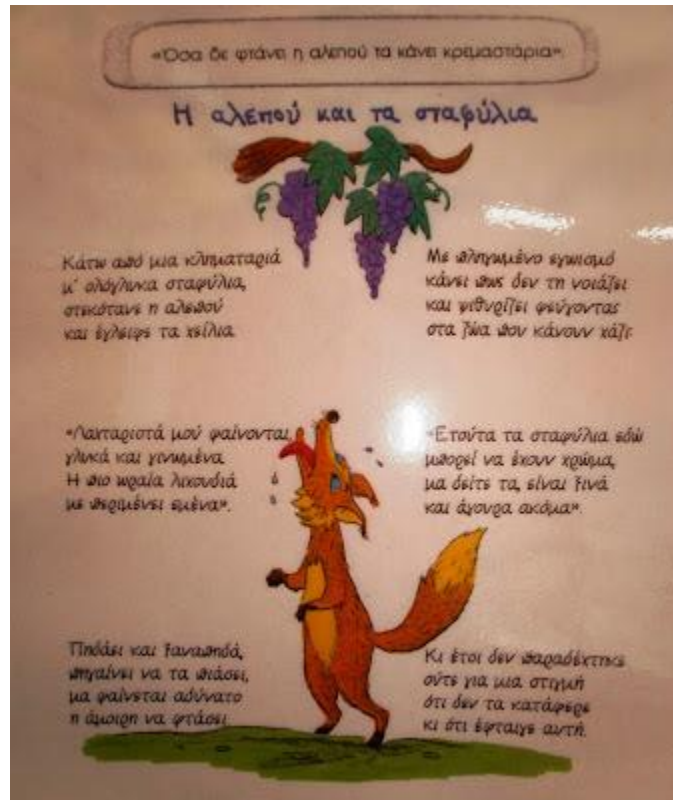 «Όσα δε φτάνει η αλεπού τα κάνει κρεμαστάρια».
Η αλεπού και τα σταφύλια
Κάτω από μια κληματαριά
μ' ολόγλυκα σταφύλια,
στεκότανε η αλεπού
και έγλειφε τα χείλια.
«Λαχταριστά μού φαίνονται,
γλυκά και γινωμένα.
Η πιο ωραία λιχουδιά
με περιμένει εμένα».
Πηδάει και ξαναπηδά,
πηγαίνει να τα πιάσει,
μα φαίνεται αδύνατο
η άμοιρη να φτάσει.
Με πληγωμένο εγωισμό
κάνει πως δεν τη νοιάζει
και ψιθυρίζει φεύγοντας
στα ζώα που κάνουν χάζι:
«Ετούτα τα σταφύλια εδώ
μπορεί να έχουν χρώμα,
μα δείτε τα, είναι ξινά
και άγουρα ακόμα».
Κι έτσι δεν παραδέχτηκε
ούτε για μια στιγμή
ότι δεν τα κατάφερε
κι ότι έφταιγε αυτή.